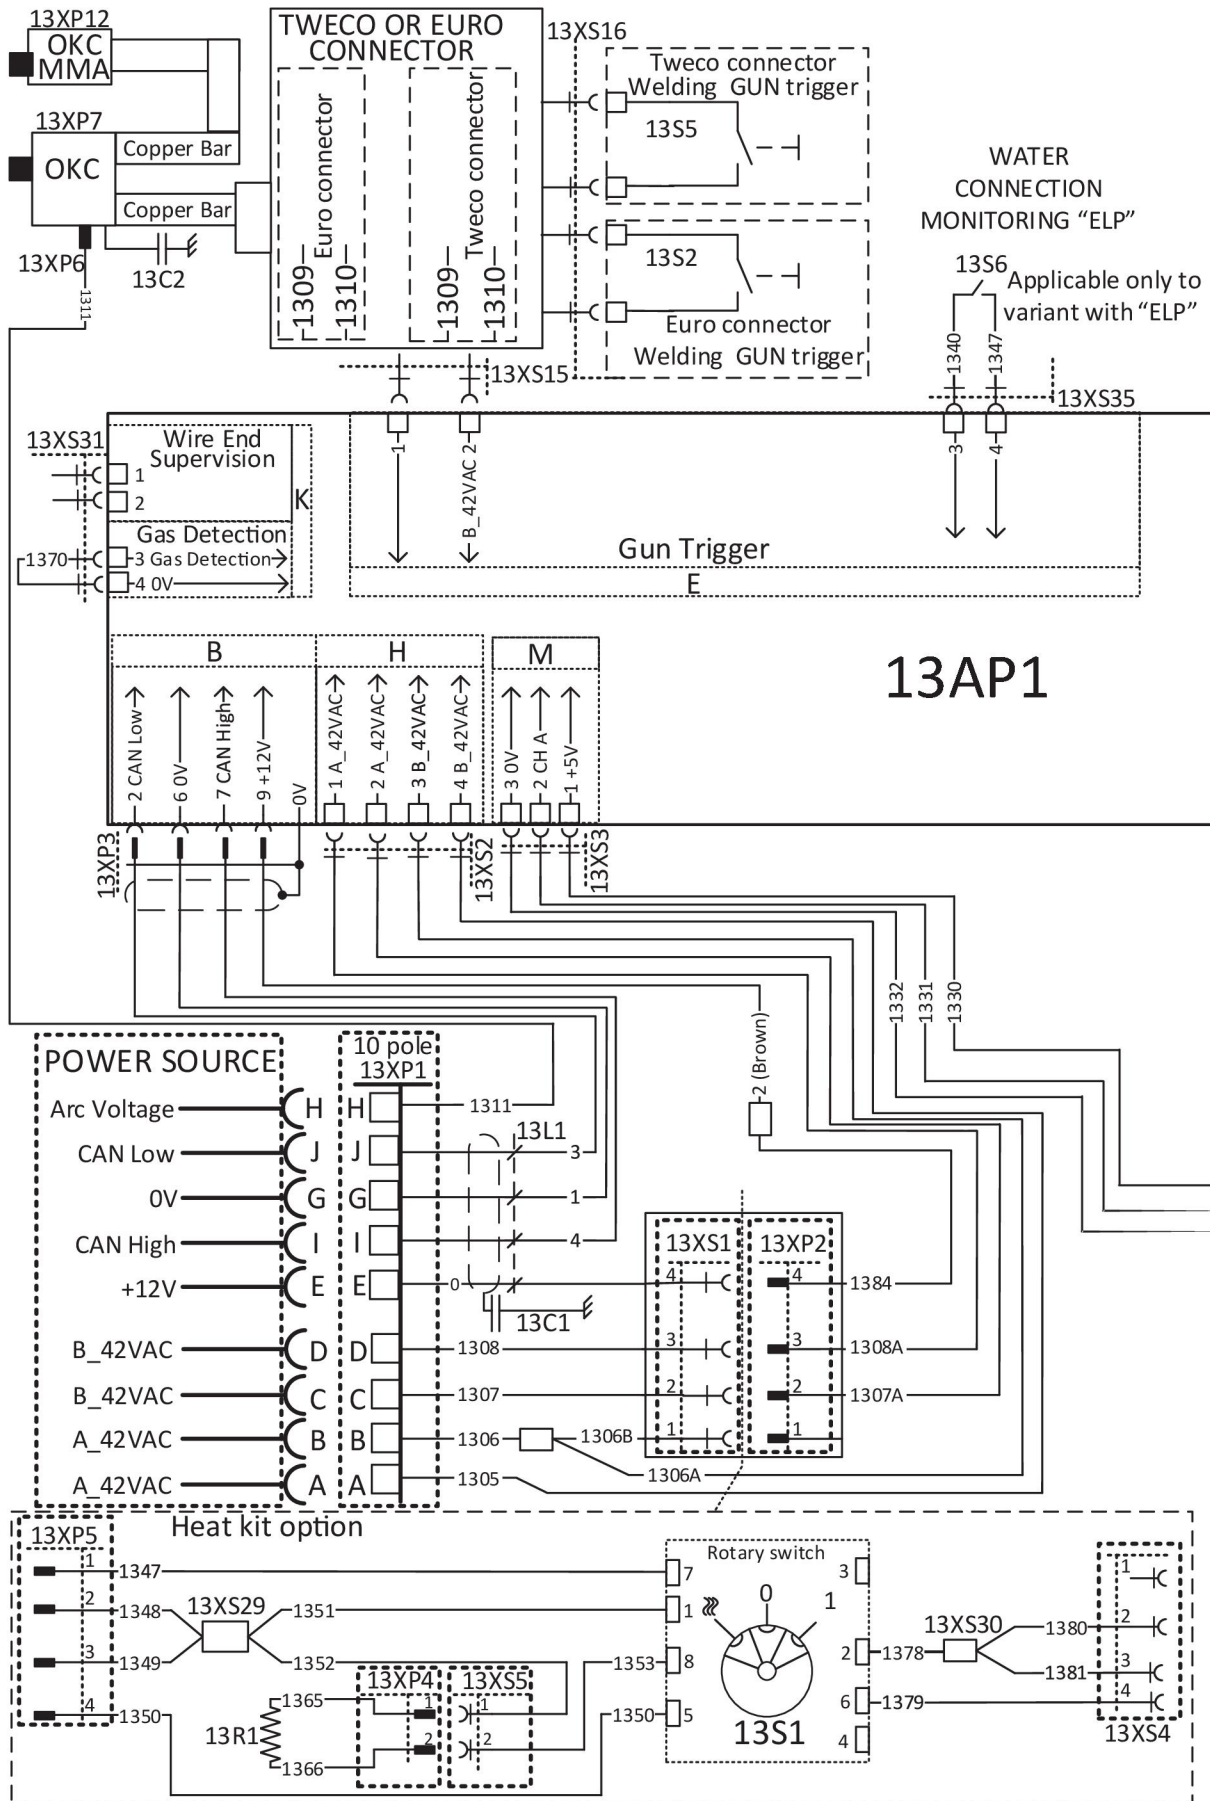 13XP12
OKC
MMA
13XP7
OKC
Copper Bar
Copper Bar
13XP6
13C2
1311
TWECO OR EURO
CONNECTOR
Euro connector
1309
1310
Tweco connector
1309
1310
13XS16
Tweco connector
Welding GUN trigger
13S5
13S2
Euro connector
Welding GUN trigger
13XS15
WATER
CONNECTION
MONITORING “ELP”
13S6
Applicable only to
variant with “ELP”
1340
1347
13XS35
13XS31
Wire End
Supervision
1
2
K
Gas Detection
1370
3 Gas Detection
4 0V
1
B_42VAC 2
3
4
Gun Trigger
E
13AP1
B
H
M
2 CAN Low
6 0V
7 CAN High
9 +12V
0V
1 A_42VAC
2 A_42VAC
3 B_42VAC
4 B_42VAC
3 0V
2 CH A
1 +5V
13XP3
13XS2
13XS3
1332
1331
1330
2 (Brown)
POWER SOURCE
10 pole
13XP1
Arc Voltage
H
H
1311
CAN Low
J
J
13L1
3
0V
G
G
1
CAN High
I
I
4
+12V
E
E
0
13C1
B_42VAC
D
D
1308
B_42VAC
C
C
1307
A_42VAC
B
B
1306
1306B
1306A
A_42VAC
A
A
1305
13XS1
13XP2
4
4
1384
3
3
1308A
2
2
1307A
1
1
Heat kit option
13XP5
1
1347
2
1348
13XS29
1351
3
1349
1352
4
1350
13R1
1365
1366
13XP4
1
2
13XS5
1
2
1353
1350
Rotary switch
7
1
8
5
0
1
3
2
6
4
13S1
1378
13XS30
1380
1381
1379
1
2
3
4
13XS4